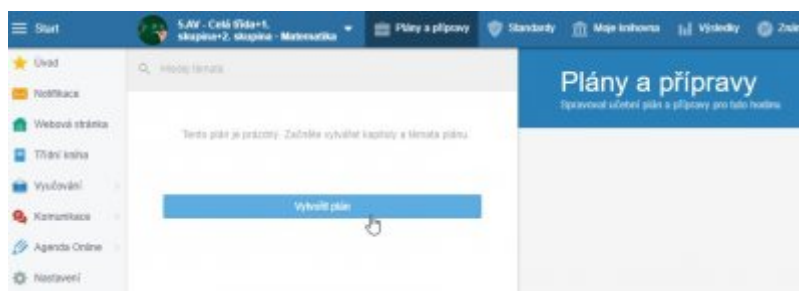 Start
5.AV - Celá třída+1.
skupina+2. skupina - Matematika
Plány a přípravy
Standardy
Moje knihovna
Výsledky
Úvod
Notifikace
Webová stránka
Třídní kniha
Vyučování
Komunikace
Agenda Online
Nastavení
Hledej témata
Tento plán je prázdný. Začněte vytvářet kapitoly a témata plánu.
Vytvořit plán
Plány a přípravy
Spravovat učební plán a přípravy pro tuto hodinu